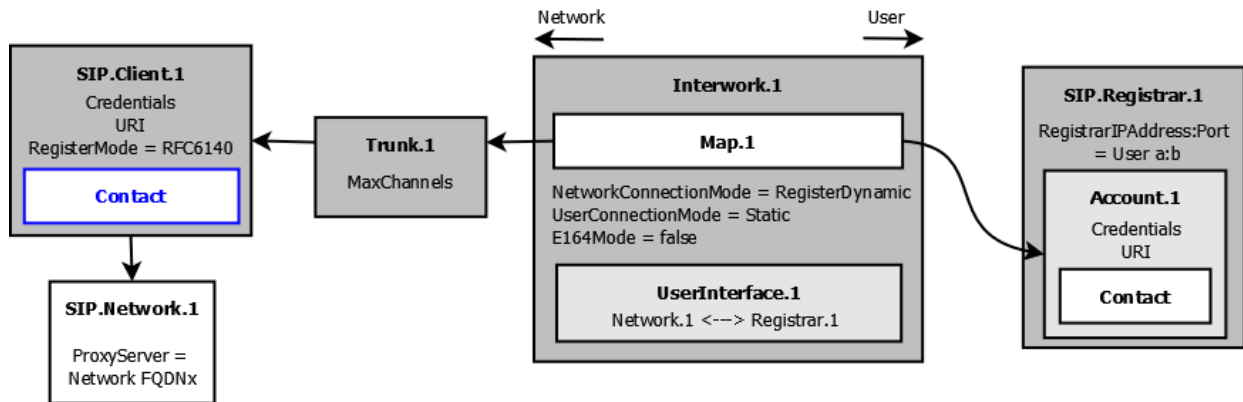 Network
User
SIP.Client.1
Credentials
URI
RegisterMode = RFC6140
Contact
SIP.Network.1
ProxyServer =
Network FQDNx
Trunk.1
MaxChannels
Interwork.1
Map.1
NetworkConnectionMode = RegisterDynamic
UserConnectionMode = Static
E164Mode = false
UserInterface.1
Network.1 <---> Registrar.1
SIP.Registrar.1
RegistrarIPAddress:Port
= User a:b
Account.1
Credentials
URI
Contact